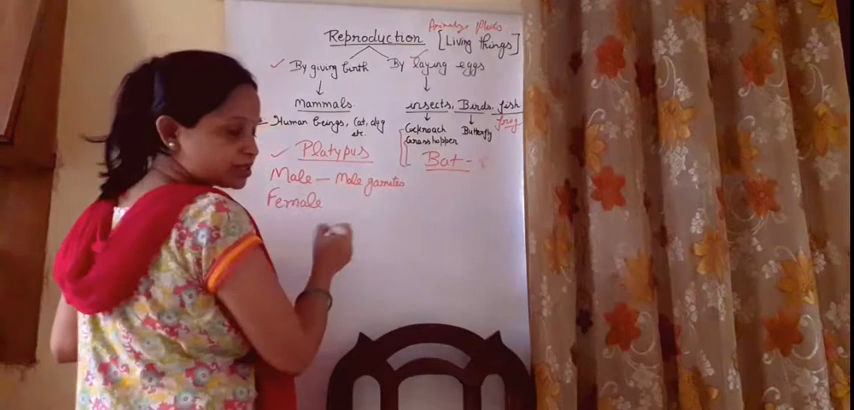 Animals, Plants
Reproduction [Living things]
✓ By giving birth By laying eggs
Mammals insects, Birds, fish
Human beings, Cat, dog Cockroach Butterfly frog
etc. Grasshopper
✓ Platypus Bat -
Male — Male gametes
Female